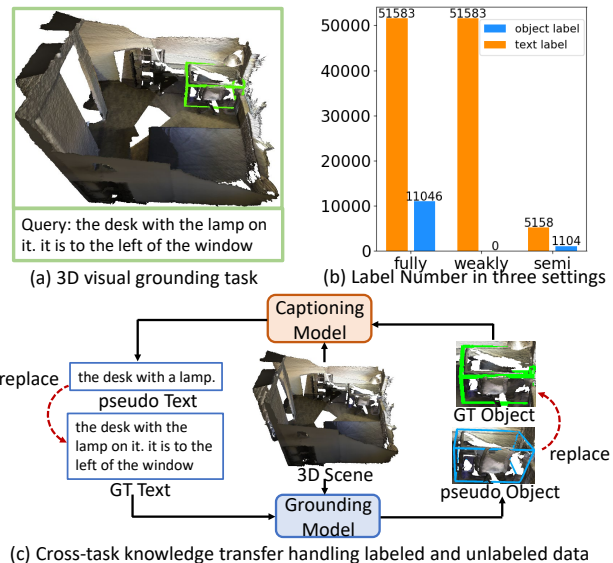 Query: the desk with the lamp on
it. it is to the left of the window
(a) 3D visual grounding task
50000
40000
30000
20000
10000
0
51583
11046
51583
0
5158
1104
object label
text label
fully
weakly
semi
(b) Label Number in three settings
Captioning
Model
replace
the desk with a lamp.
pseudo Text
the desk with the
lamp on it. it is to the
left of the window
GT Text
3D Scene
Grounding
Model
GT Object
replace
pseudo Object
(c) Cross-task knowledge transfer handling labeled and unlabeled data